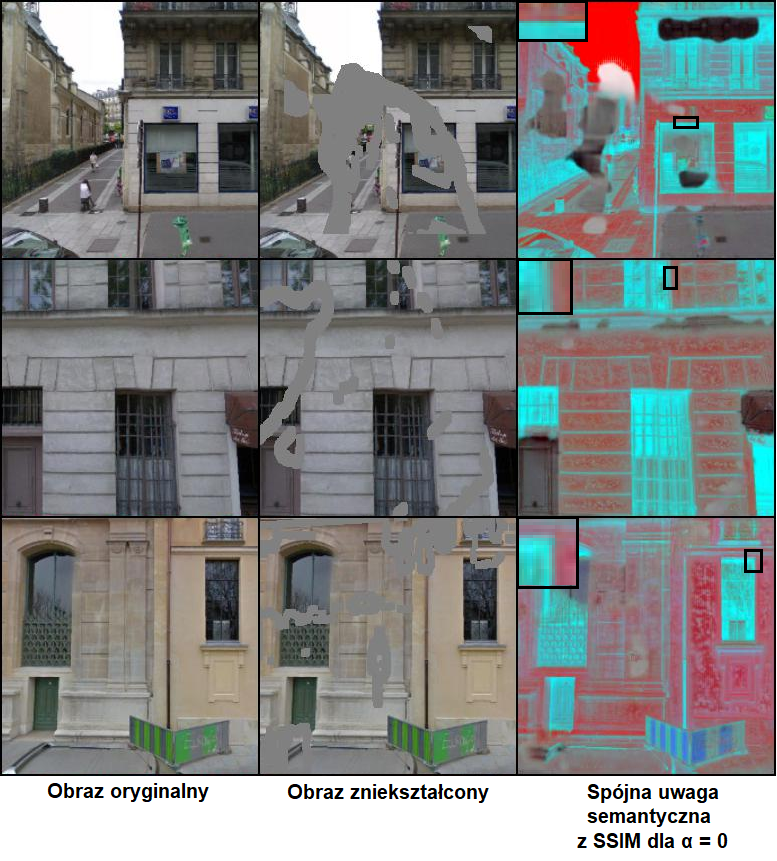 Obraz oryginalny
Obraz zniekształcony
Spójna uwaga
semantyczna
z SSIM dla α = 0